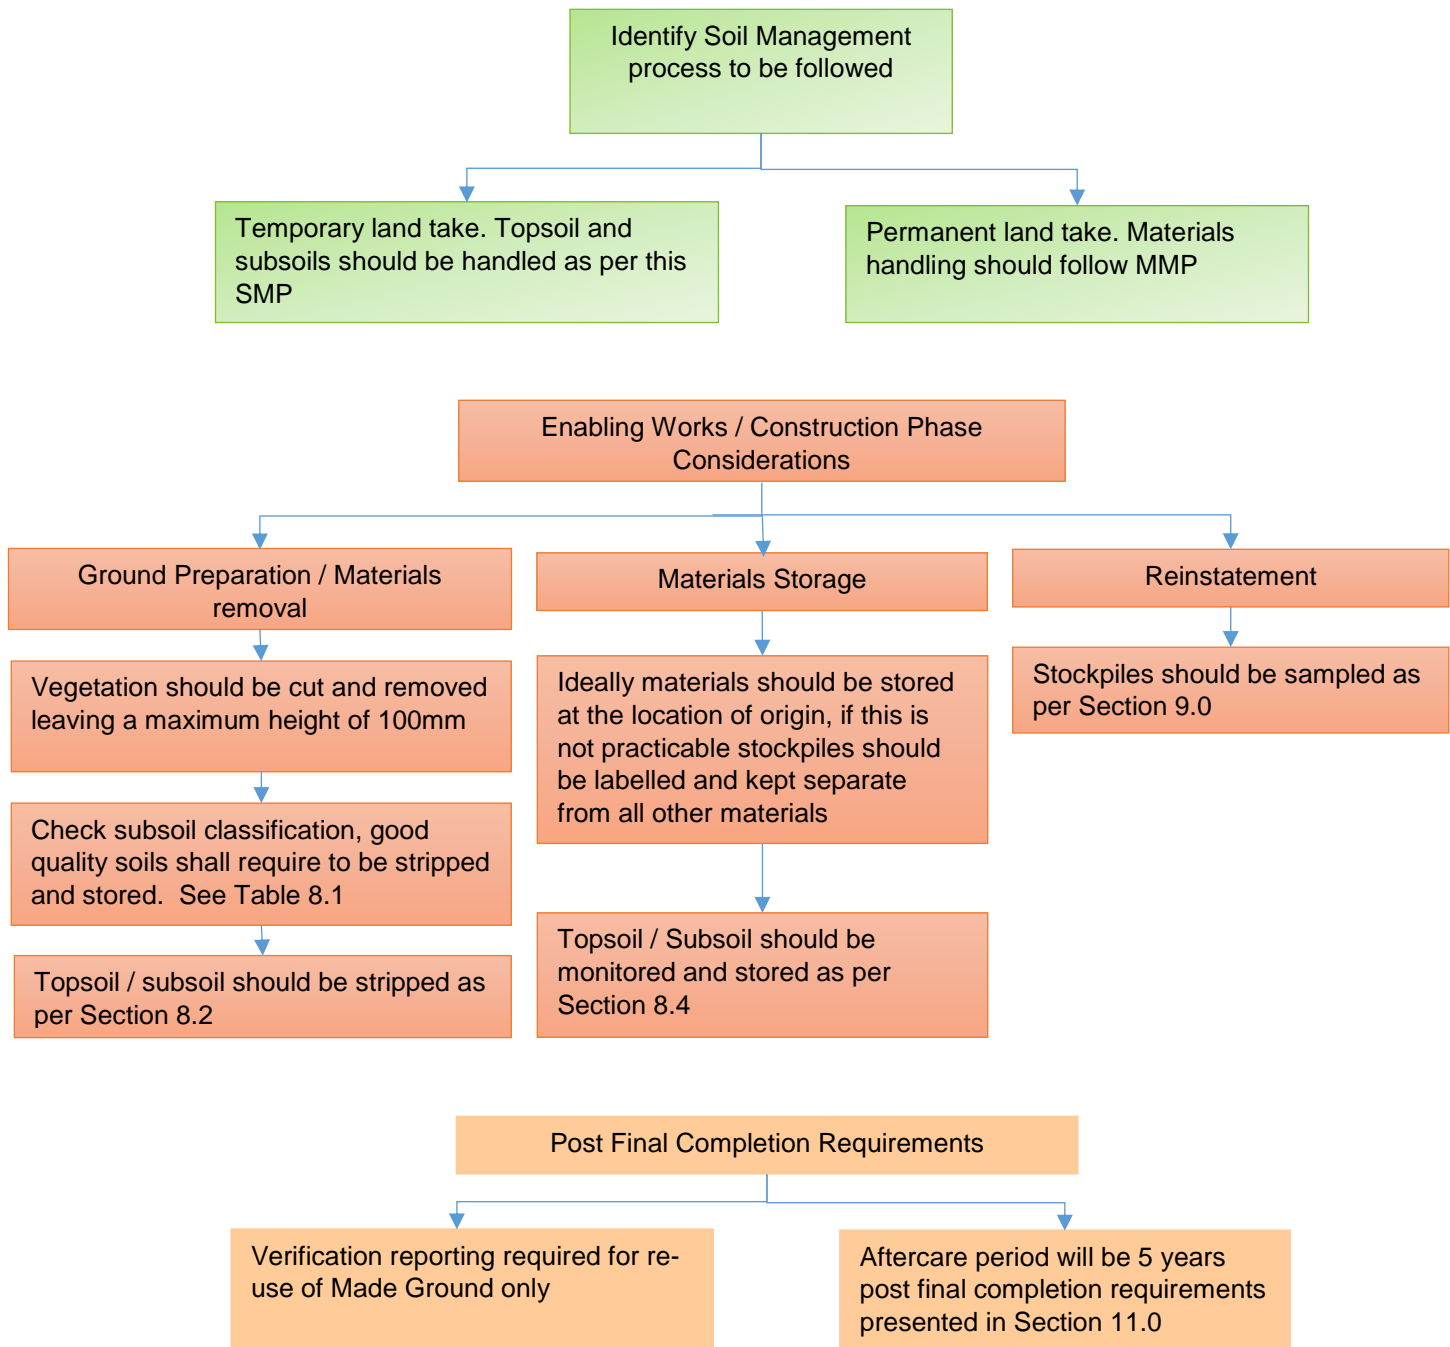 Identify Soil Management
process to be followed
Temporary land take. Topsoil and
subsoils should be handled as per this
SMP
Permanent land take. Materials
handling should follow MMP
Enabling Works / Construction Phase
Considerations
Ground Preparation / Materials
removal
Vegetation should be cut and removed
leaving a maximum height of 100mm
Check subsoil classification, good
quality soils shall require to be stripped
and stored.  See Table 8.1
Topsoil / subsoil should be stripped as
per Section 8.2
Materials Storage
Ideally materials should be stored
at the location of origin, if this is
not practicable stockpiles should
be labelled and kept separate
from all other materials
Topsoil / Subsoil should be
monitored and stored as per
Section 8.4
Reinstatement
Stockpiles should be sampled as
per Section 9.0
Post Final Completion Requirements
Verification reporting required for re-
use of Made Ground only
Aftercare period will be 5 years
post final completion requirements
presented in Section 11.0